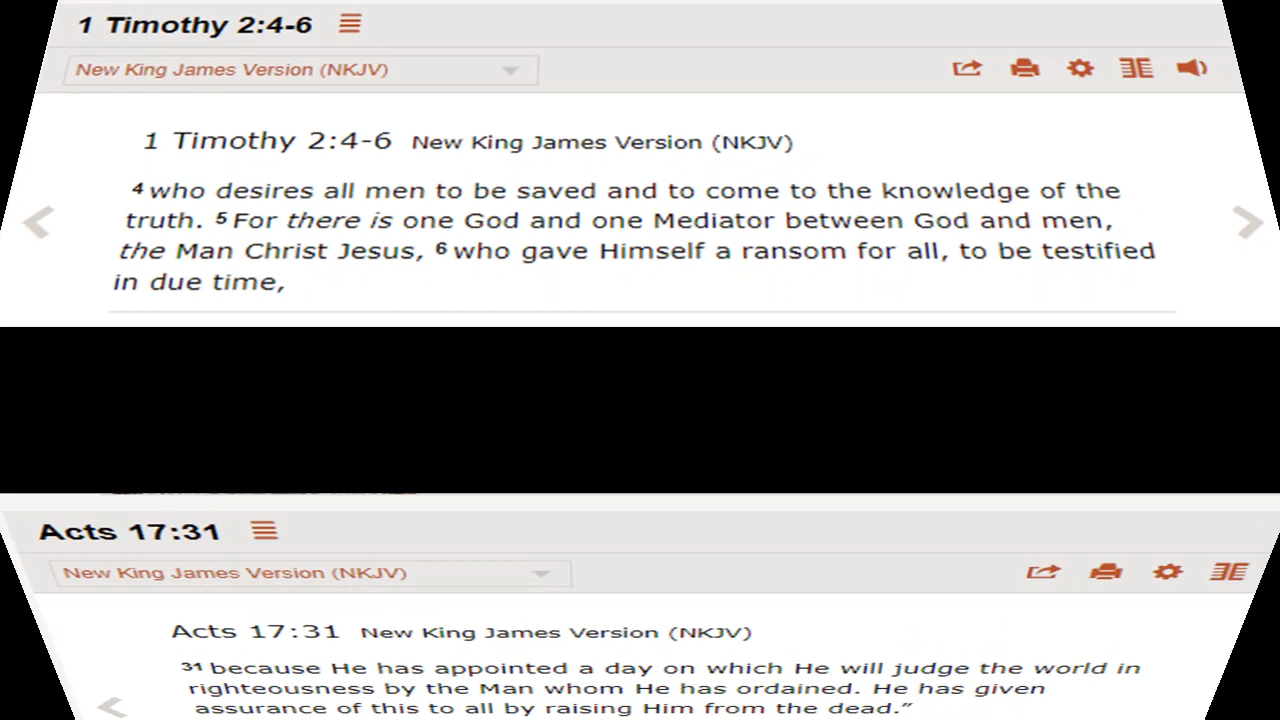 1 Timothy 2:4-6
New King James Version (NKJV)
1 Timothy 2:4-6 New King James Version (NKJV)
4 who desires all men to be saved and to come to the knowledge of the
truth. 5 For there is one God and one Mediator between God and men,
the Man Christ Jesus, 6 who gave Himself a ransom for all, to be testified
in due time,
Acts 17:31
New King James Version (NKJV)
Acts 17:31 New King James Version (NKJV)
31 because He has appointed a day on which He will judge the world in
righteousness by the Man whom He has ordained. He has given
assurance of this to all by raising Him from the dead.”